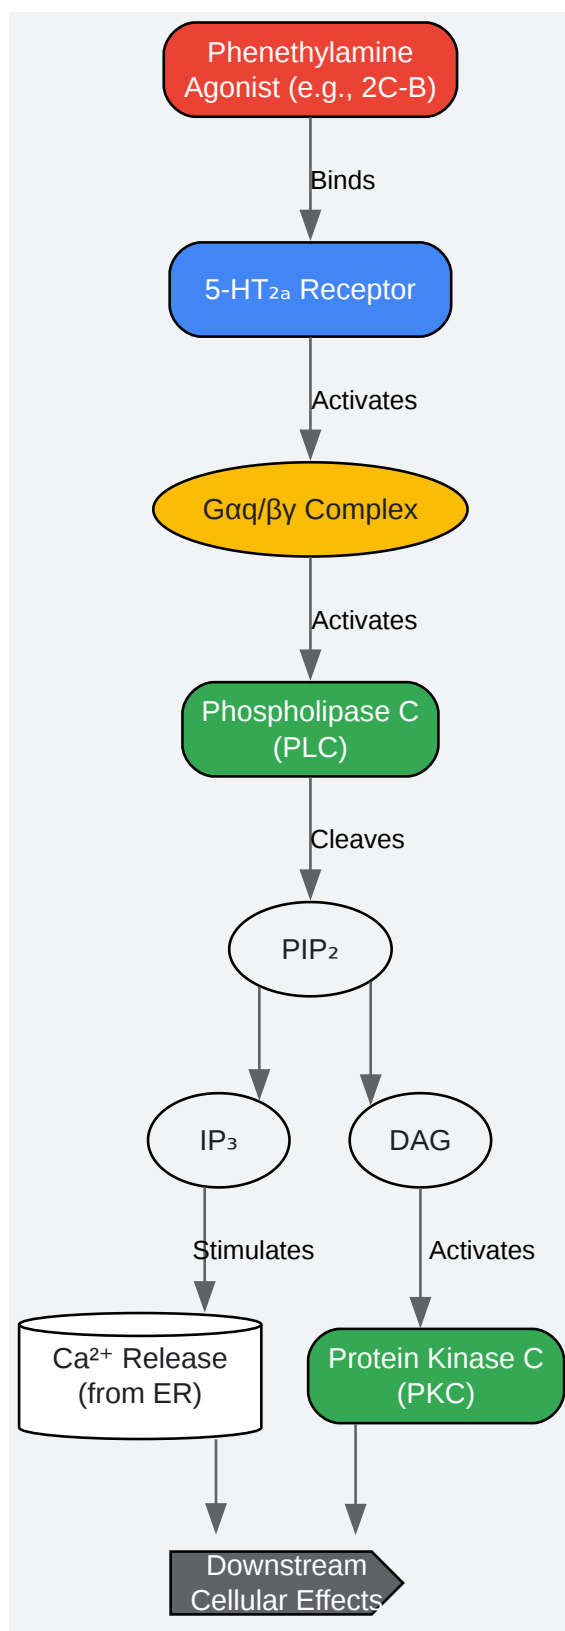 Phenethylamine
Agonist (e.g., 2C-B)
Binds
5-HT₂ₐ Receptor
Activates
Gαq/βγ Complex
Activates
Phospholipase C
(PLC)
Cleaves
PIP₂
IP₃
DAG
Stimulates
Activates
Ca²⁺ Release
(from ER)
Protein Kinase C
(PKC)
Downstream
Cellular Effects